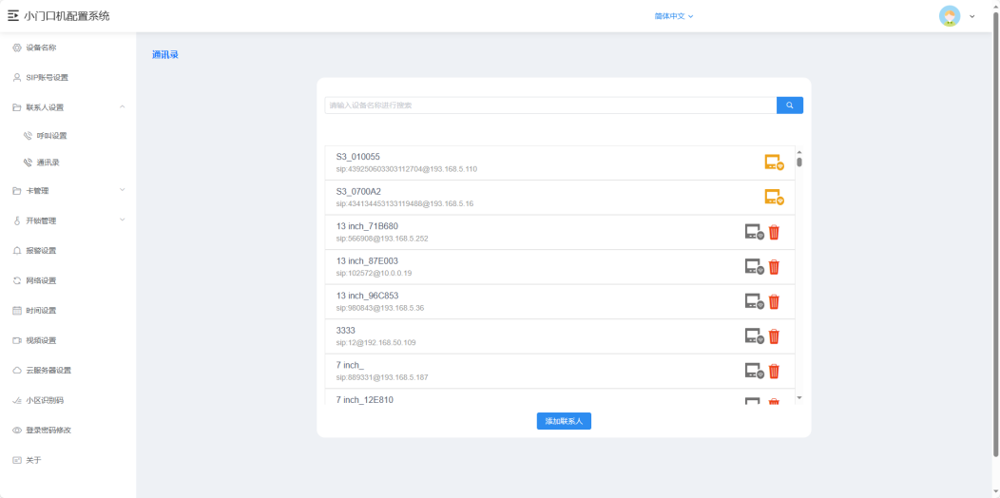 小门口机配置系统
简体中文
设备名称
SIP账号设置
联系人设置
呼叫设置
通讯录
卡管理
开始管理
报警设置
网络设置
时间设置
视频设置
云服务器设置
小区识别码
登录密码修改
关于
通讯录
请输入设备名称进行搜索
S3_010055
sip:439250603303112704@193.168.5.110
S3_0700A2
sip:434134453133119488@193.168.5.16
13 inch_71B680
sip:566908@193.168.5.252
13 inch_87E003
sip:102572@10.0.0.19
13 inch_96C853
sip:980843@193.168.5.36
3333
sip:12@192.168.50.109
7 inch_
sip:889331@193.168.5.187
7 inch_12E810
添加联系人